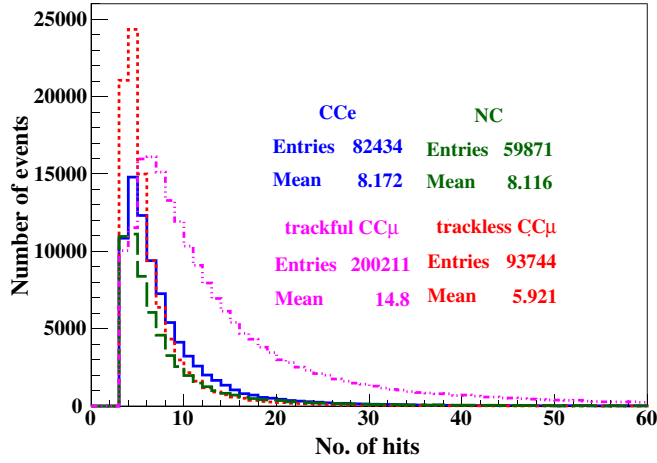 25000
20000
15000
10000
5000
0
Number of events
CCe
Entries 82434
Mean 8.172
NC
Entries 59871
Mean 8.116
trackful CCμ
Entries 200211
Mean 14.8
trackless CCμ
Entries 93744
Mean 5.921
0 10 20 30 40 50 60
No. of hits